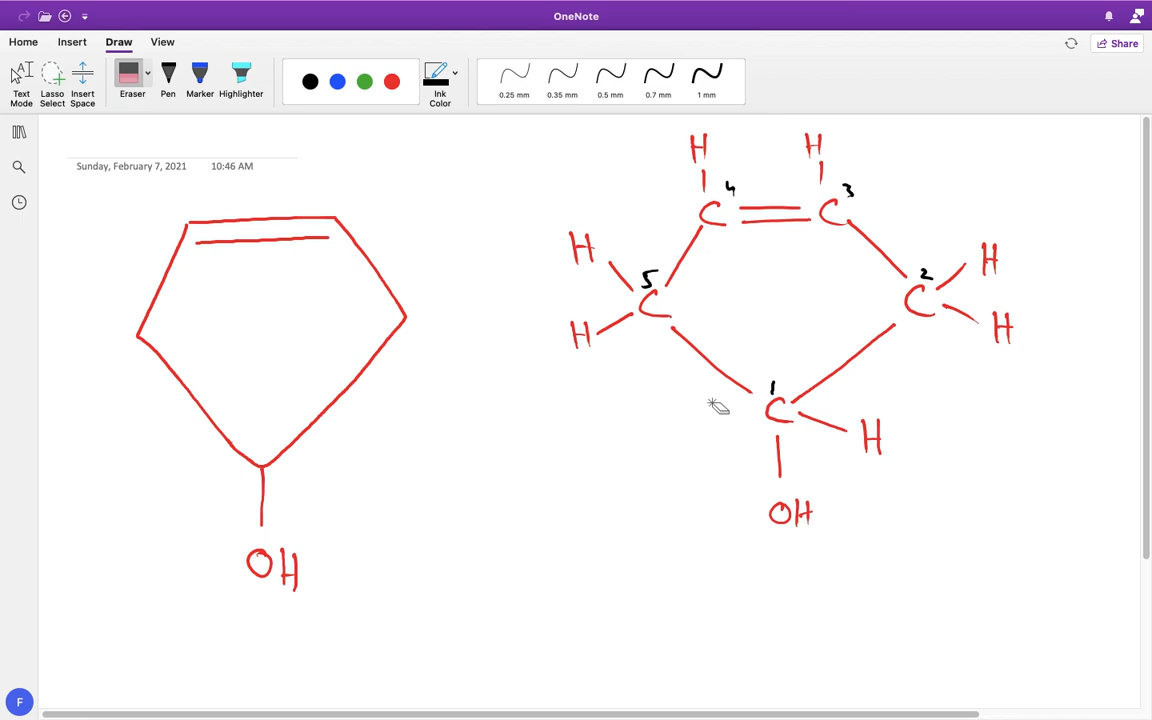 OneNote
Home Insert Draw View
Share
Text Mode
Lasso Select
Insert Space
Eraser
Pen
Marker
Highlighter
Ink Color
0.25 mm 0.35 mm 0.5 mm 0.7 mm 1 mm
Sunday, February 7, 2021 10:46 AM
OH
H H
4 3
C C
H 5 2 H
C C
H H
1
C H
OH
F